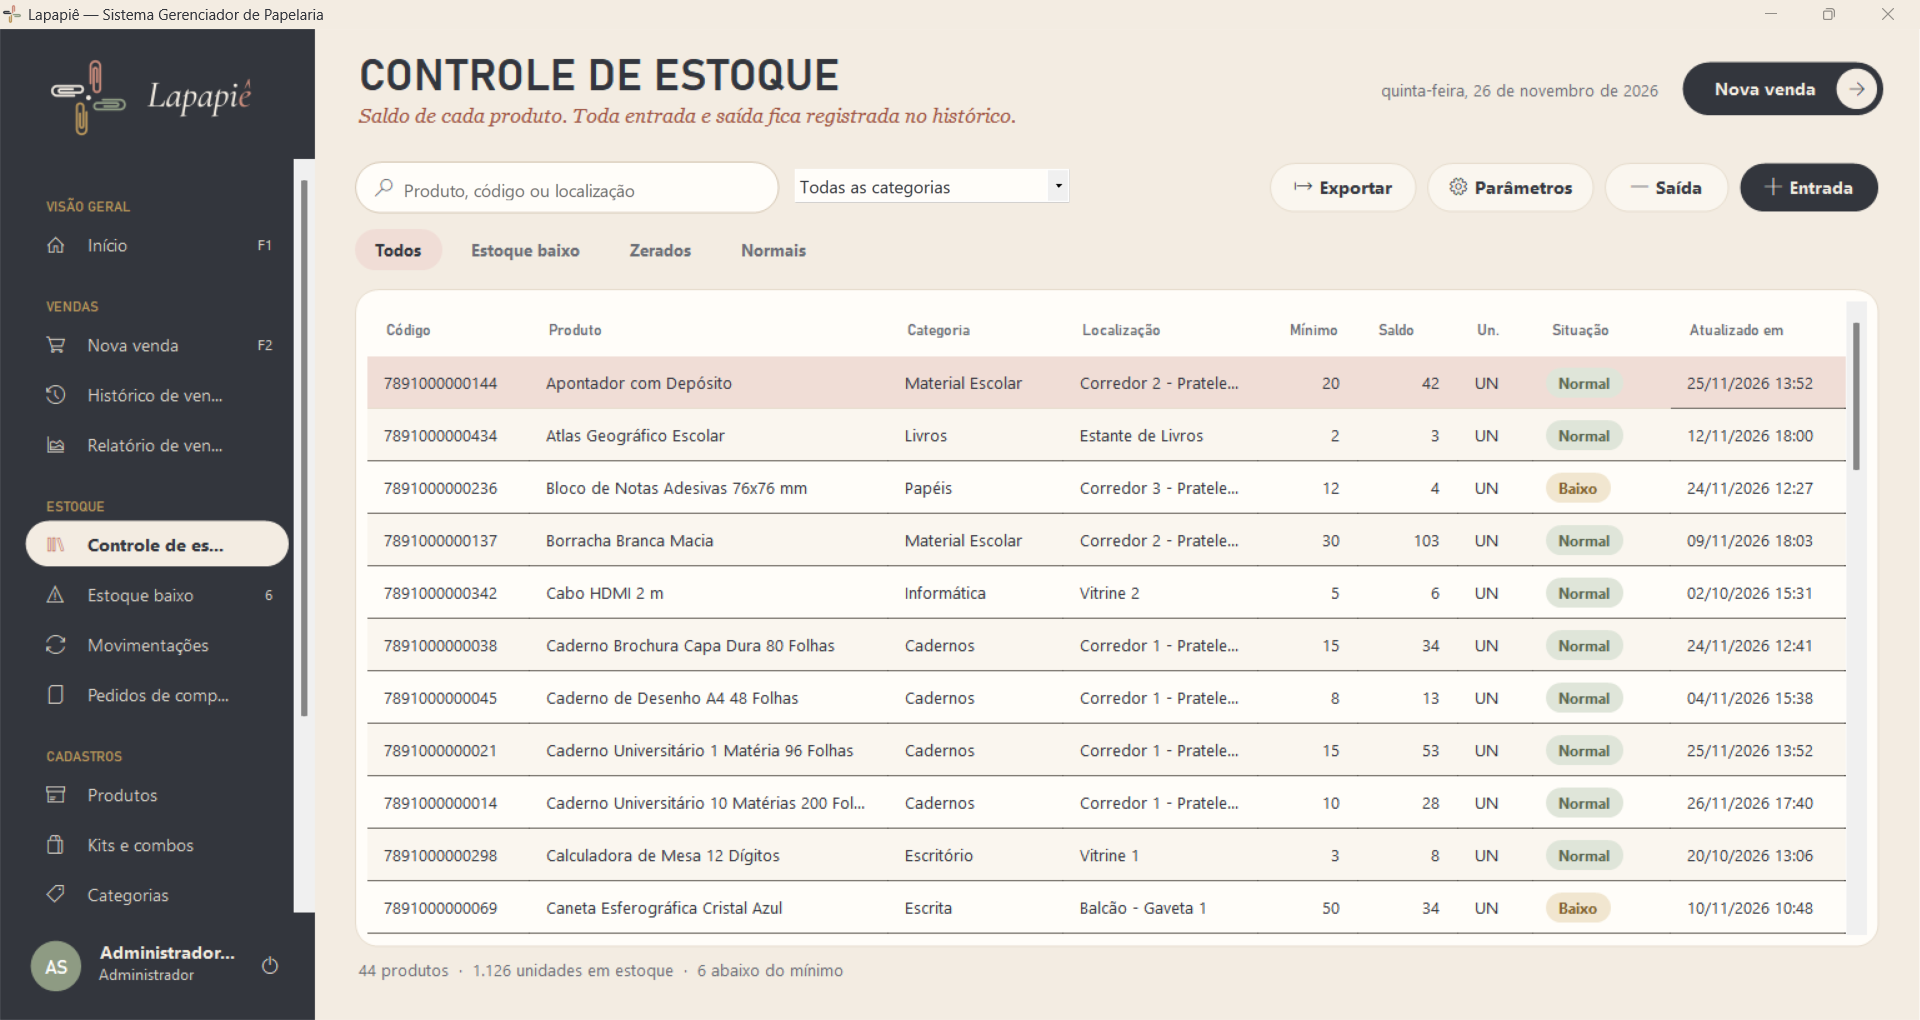 Lapapiê — Sistema Gerenciador de Papelaria
Lapapiê
VISÃO GERAL
Início F1
VENDAS
Nova venda F2
Histórico de ven...
Relatório de ven...
ESTOQUE
Controle de es...
Estoque baixo 6
Movimentações
Pedidos de comp...
CADASTROS
Produtos
Kits e combos
Categorias
AS
Administrador...
Administrador
CONTROLE DE ESTOQUE
Saldo de cada produto. Toda entrada e saída fica registrada no histórico.
quinta-feira, 26 de novembro de 2026
Nova venda
Produto, código ou localização
Todas as categorias
Exportar
Parâmetros
Saída
Entrada
Todos Estoque baixo Zerados Normais
Código Produto Categoria Localização Mínimo Saldo Un. Situação Atualizado em
7891000000144 Apontador com Depósito Material Escolar Corredor 2 - Pratele... 20 42 UN Normal 25/11/2026 13:52
7891000000434 Atlas Geográfico Escolar Livros Estante de Livros 2 3 UN Normal 12/11/2026 18:00
7891000000236 Bloco de Notas Adesivas 76x76 mm Papéis Corredor 3 - Pratele... 12 4 UN Baixo 24/11/2026 12:27
7891000000137 Borracha Branca Macia Material Escolar Corredor 2 - Pratele... 30 103 UN Normal 09/11/2026 18:03
7891000000342 Cabo HDMI 2 m Informática Vitrine 2 5 6 UN Normal 02/10/2026 15:31
7891000000038 Caderno Brochura Capa Dura 80 Folhas Cadernos Corredor 1 - Pratele... 15 34 UN Normal 24/11/2026 12:41
7891000000045 Caderno de Desenho A4 48 Folhas Cadernos Corredor 1 - Pratele... 8 13 UN Normal 04/11/2026 15:38
7891000000021 Caderno Universitário 1 Matéria 96 Folhas Cadernos Corredor 1 - Pratele... 15 53 UN Normal 25/11/2026 13:52
7891000000014 Caderno Universitário 10 Matérias 200 Fol... Cadernos Corredor 1 - Pratele... 10 28 UN Normal 26/11/2026 17:40
7891000000298 Calculadora de Mesa 12 Dígitos Escritório Vitrine 1 3 8 UN Normal 20/10/2026 13:06
7891000000069 Caneta Esferográfica Cristal Azul Escrita Balcão - Gaveta 1 50 34 UN Baixo 10/11/2026 10:48
44 produtos · 1.126 unidades em estoque · 6 abaixo do mínimo